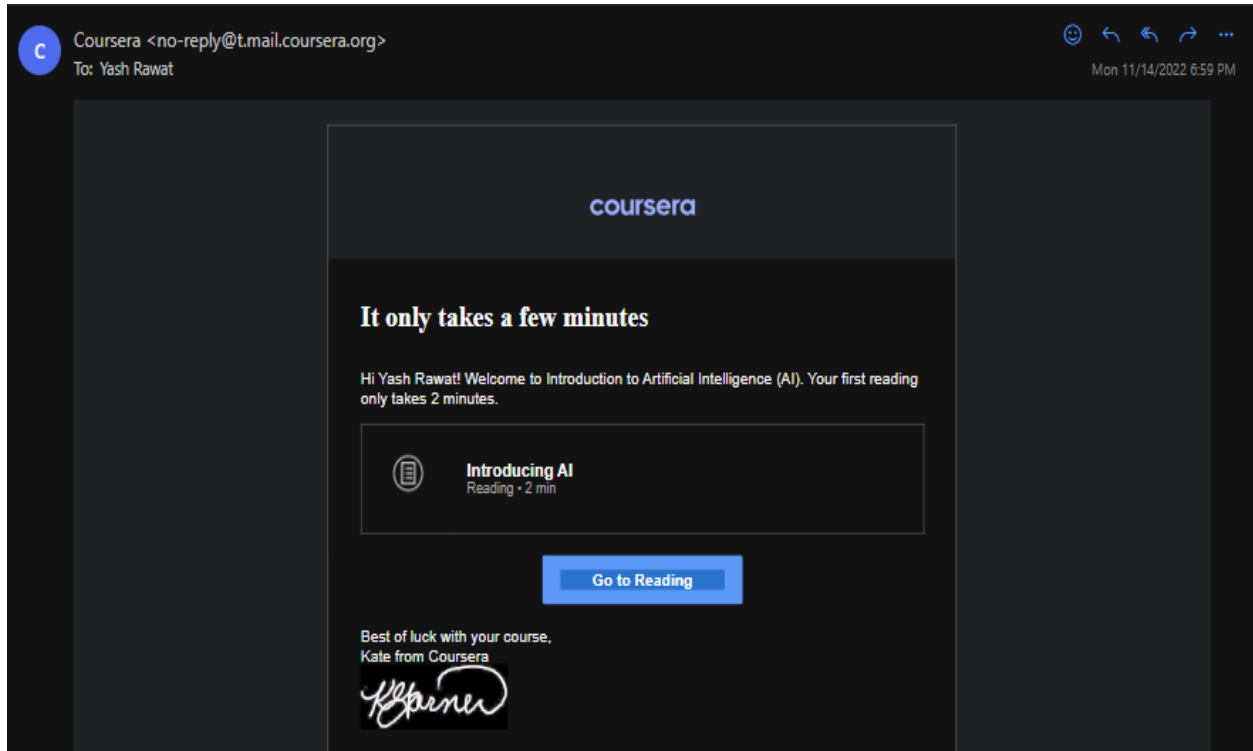 C
Coursera <no-reply@t.mail.coursera.org>
To: Yash Rawat
Mon 11/14/2022 6:59 PM
coursera
It only takes a few minutes
Hi Yash Rawat! Welcome to Introduction to Artificial Intelligence (AI). Your first reading
only takes 2 minutes.
Introducing AI
Reading • 2 min
Go to Reading
Best of luck with your course,
Kate from Coursera